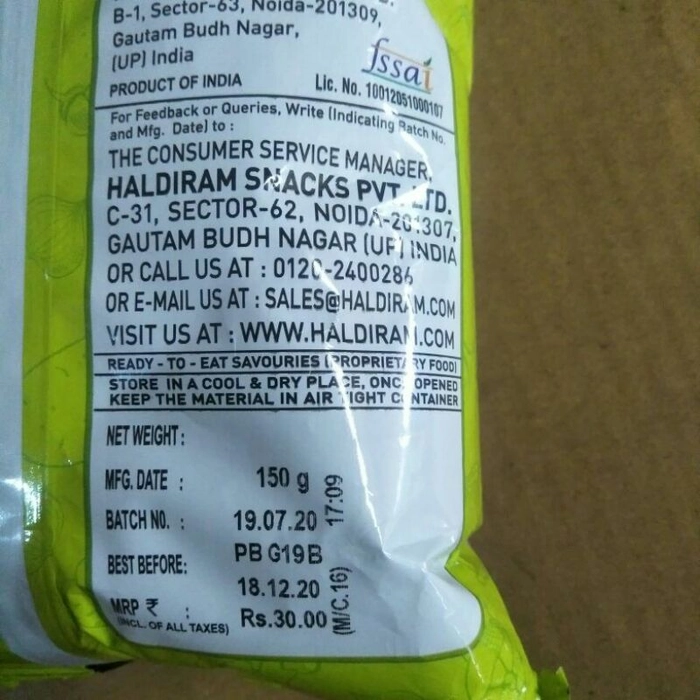 B-1, Sector-63, Noida-201309,
Gautam Budh Nagar,
(UP) India
fssai
PRODUCT OF INDIA
Lic. No. 10012051000107
For Feedback or Queries, Write (Indicating Batch No.
and Mfg. Date) to :
THE CONSUMER SERVICE MANAGER,
HALDIRAM SNACKS PVT. LTD.
C-31, SECTOR-62, NOIDA-201307,
GAUTAM BUDH NAGAR (UP) INDIA
OR CALL US AT : 0120-2400286
OR E-MAIL US AT : SALES@HALDIRAM.COM
VISIT US AT : WWW.HALDIRAM.COM
READY - TO - EAT SAVOURIES (PROPRIETARY FOOD)
STORE IN A COOL & DRY PLACE, ONCE OPENED
KEEP THE MATERIAL IN AIR TIGHT CONTAINER
NET WEIGHT :
MFG. DATE : 150 g
BATCH NO. : 19.07.20 17:09
BEST BEFORE: PB G19B
18.12.20
MRP ₹ : Rs.30.00 (M/C.16)
(INCL. OF ALL TAXES)